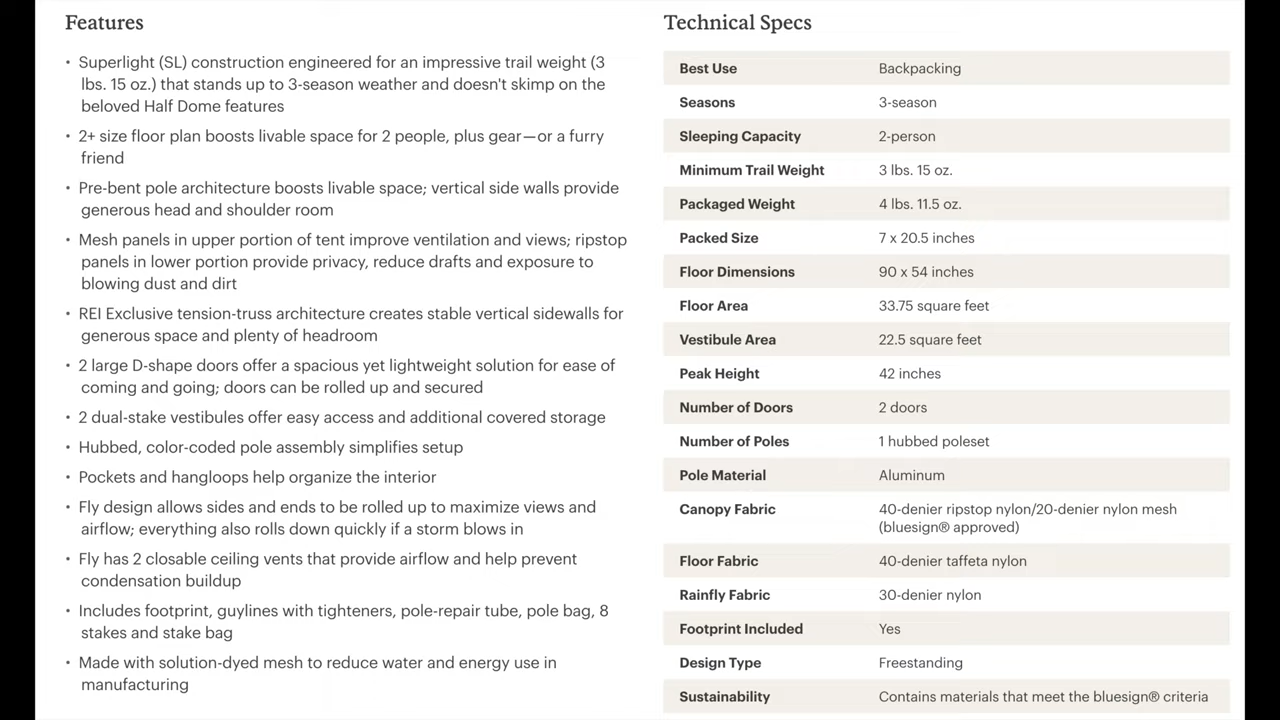 Features
• Superlight (SL) construction engineered for an impressive trail weight (3
lbs. 15 oz.) that stands up to 3-season weather and doesn't skimp on the
beloved Half Dome features
• 2+ size floor plan boosts livable space for 2 people, plus gear—or a furry
friend
• Pre-bent pole architecture boosts livable space; vertical side walls provide
generous head and shoulder room
• Mesh panels in upper portion of tent improve ventilation and views; ripstop
panels in lower portion provide privacy, reduce drafts and exposure to
blowing dust and dirt
• REI Exclusive tension-truss architecture creates stable vertical sidewalls for
generous space and plenty of headroom
• 2 large D-shape doors offer a spacious yet lightweight solution for ease of
coming and going; doors can be rolled up and secured
• 2 dual-stake vestibules offer easy access and additional covered storage
• Hubbed, color-coded pole assembly simplifies setup
• Pockets and hangloops help organize the interior
• Fly design allows sides and ends to be rolled up to maximize views and
airflow; everything also rolls down quickly if a storm blows in
• Fly has 2 closable ceiling vents that provide airflow and help prevent
condensation buildup
• Includes footprint, guylines with tighteners, pole-repair tube, pole bag, 8
stakes and stake bag
• Made with solution-dyed mesh to reduce water and energy use in
manufacturing
Technical Specs
Best Use Backpacking
Seasons 3-season
Sleeping Capacity 2-person
Minimum Trail Weight 3 lbs. 15 oz.
Packaged Weight 4 lbs. 11.5 oz.
Packed Size 7 x 20.5 inches
Floor Dimensions 90 x 54 inches
Floor Area 33.75 square feet
Vestibule Area 22.5 square feet
Peak Height 42 inches
Number of Doors 2 doors
Number of Poles 1 hubbed poleset
Pole Material Aluminum
Canopy Fabric 40-denier ripstop nylon/20-denier nylon mesh
(bluesign® approved)
Floor Fabric 40-denier taffeta nylon
Rainfly Fabric 30-denier nylon
Footprint Included Yes
Design Type Freestanding
Sustainability Contains materials that meet the bluesign® criteria